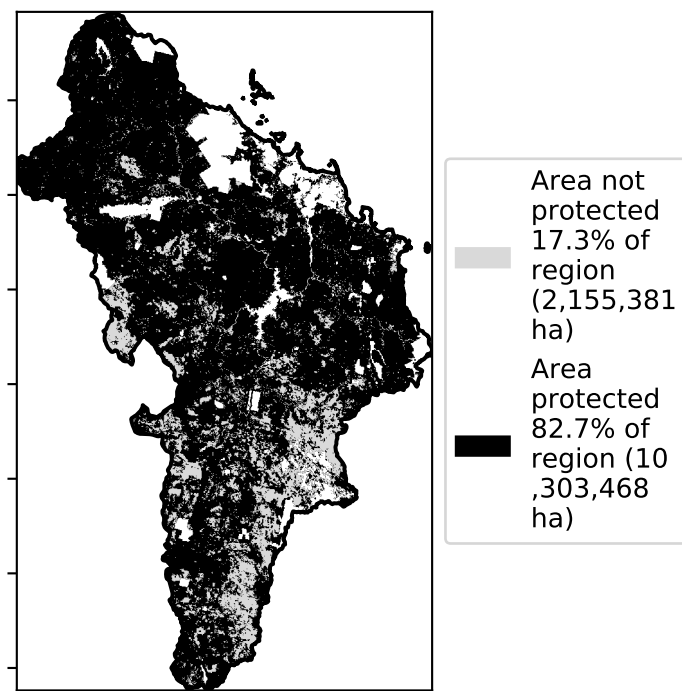 Area not
protected
17.3% of
region
(2,155,381
ha)
Area
protected
82.7% of
region (10
,303,468
ha)